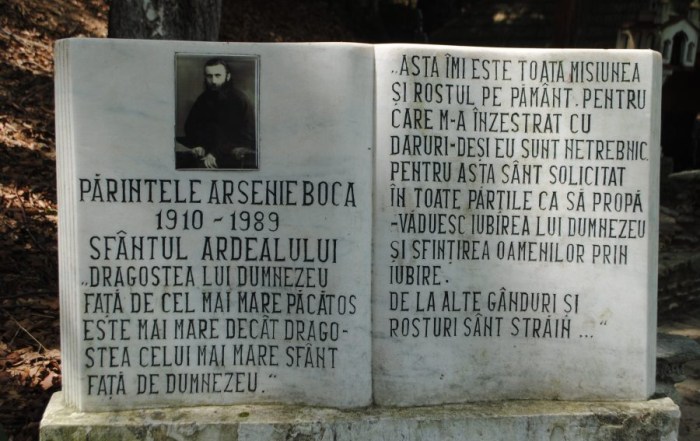 PĂRINTELE ARSENIE BOCA
1910 - 1989
SFÂNTUL ARDEALULUI
„DRAGOSTEA LUI DUMNEZEU
FAȚĂ DE CEL MAI MARE PĂCĂTOS
ESTE MAI MARE DECÂT DRAGO-
STEA CELUI MAI MARE SFÂNT
FAȚĂ DE DUMNEZEU."
„ASTA ÎMI ESTE TOATA MISIUNEA
ȘI ROSTUL PE PĂMÂNT. PENTRU
CARE M-A ÎNZESTRAT CU
DARURI-DEȘI EU SUNT NETREBNIC.
PENTRU ASTA SÂNT SOLICITAT
ÎN TOATE PĂRȚILE CA SĂ PROPĂ
-VĂDUESC IUBIREA LUI DUMNEZEU
ȘI SFINȚIREA OAMENILOR PRIN
IUBIRE.
DE LA ALTE GÂNDURI ȘI
ROSTURI SÂNT STRĂIN ..."